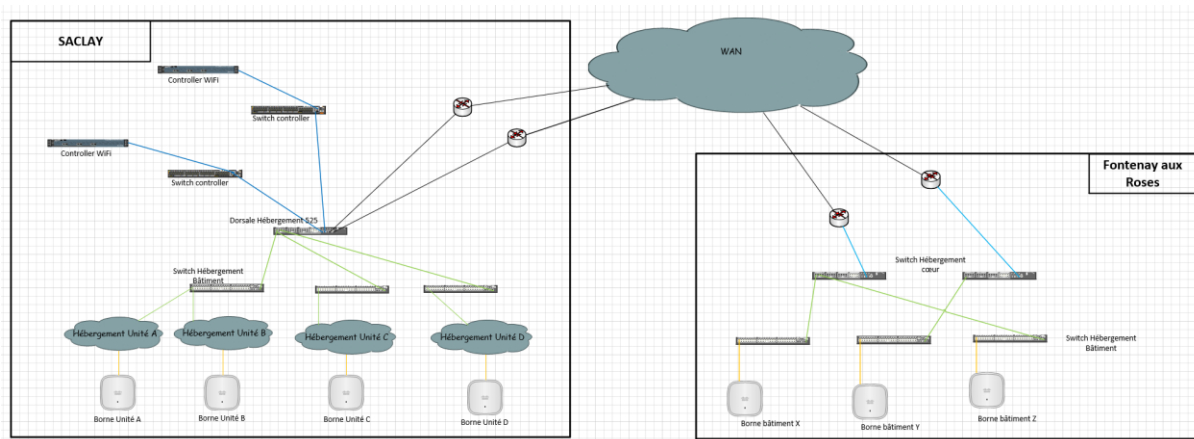 SACLAY
WAN
Controller WiFi
Switch controller
Controller WiFi
Switch controller
Fontenay aux
Roses
Dorsale Hébergement 525
Switch Hébergement
cœur
Switch Hébergement
Bâtiment
Hébergement Unité A
Hébergement Unité B
Hébergement Unité C
Hébergement Unité D
Switch Hébergement
Bâtiment
Borne Unité A
Borne Unité B
Borne Unité C
Borne Unité D
Borne bâtiment X
Borne bâtiment Y
Borne bâtiment Z